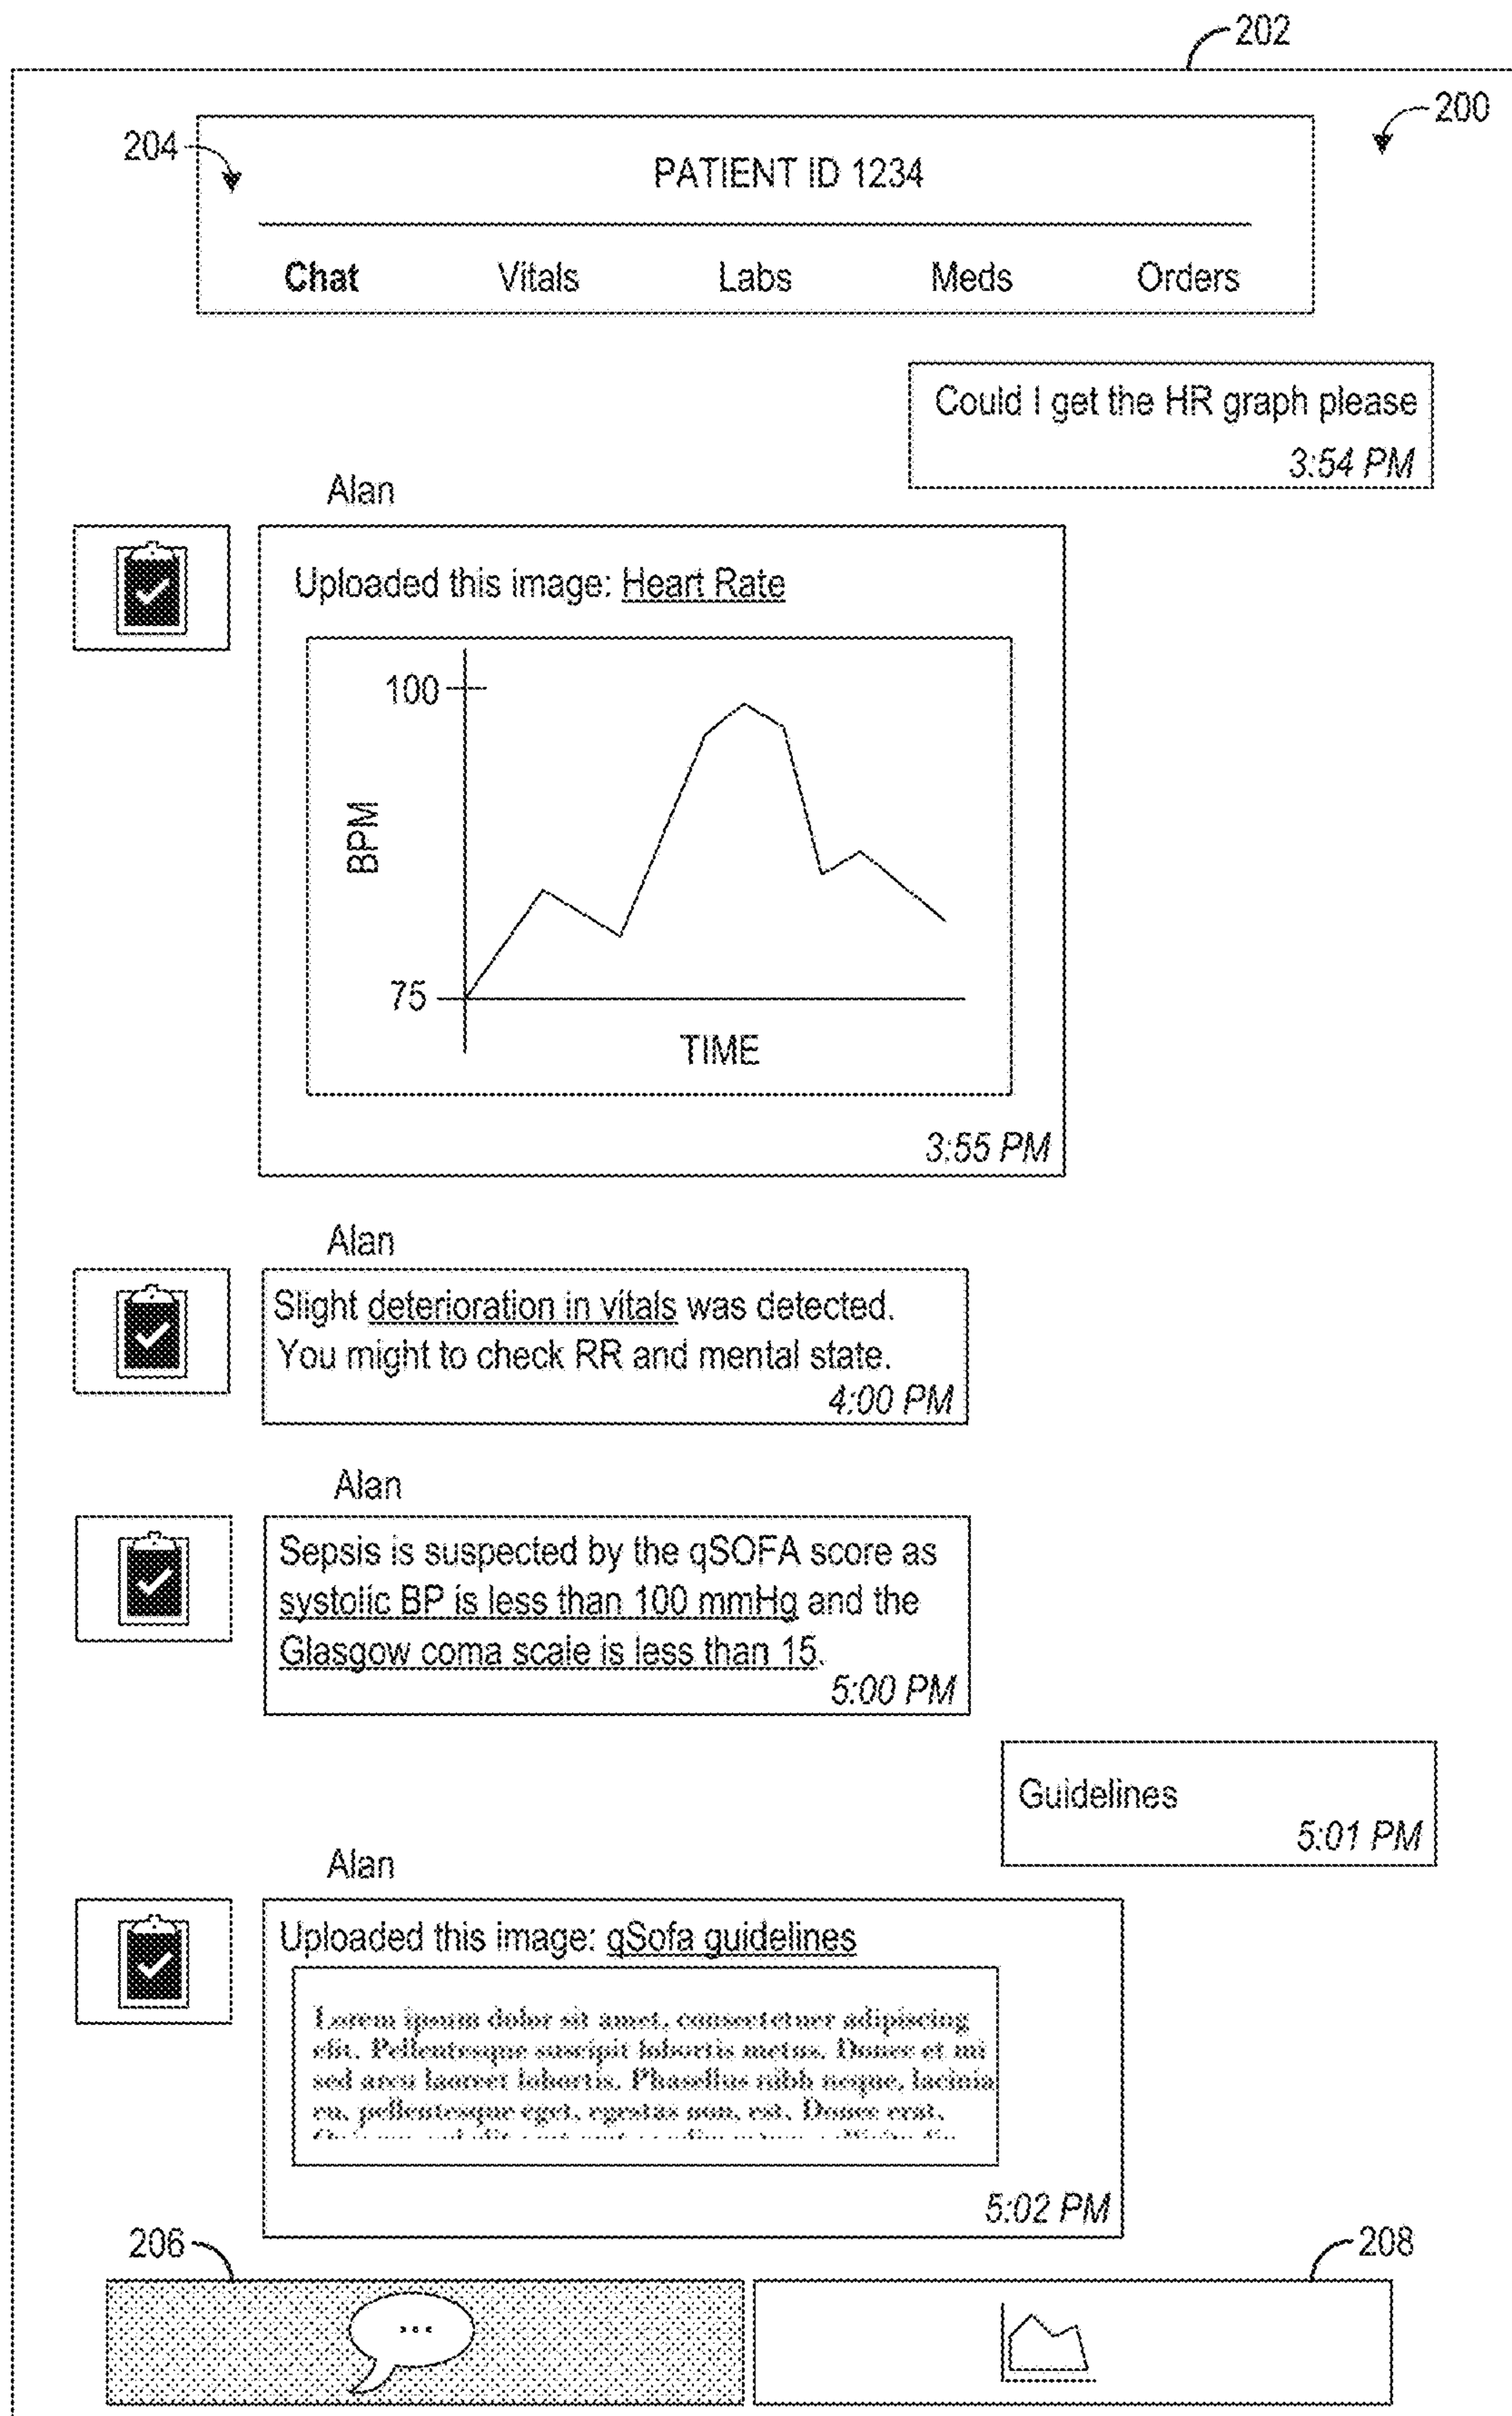 202
200
204
PATIENT ID 1234
Chat Vitals Labs Meds Orders
Could I get the HR graph please
3:54 PM
Alan
Uploaded this image: Heart Rate
100
BPM
75
TIME
3:55 PM
Alan
Slight deterioration in vitals was detected.
You might to check RR and mental state.
4:00 PM
Alan
Sepsis is suspected by the qSOFA score as
systolic BP is less than 100 mmHg and the
Glasgow coma scale is less than 15.
5:00 PM
Guidelines
5:01 PM
Alan
Uploaded this image: qSofa guidelines
Lorem ipsum dolor sit amet, consectetuer adipiscing
elit. Pellentesque suscipit lobortis metus. Donec et mi
sed arcu laoreet lobortis. Phasellus nibh neque, lacinia
eu, pellentesque eget, egestas non, est. Donec erat.
5:02 PM
206
208